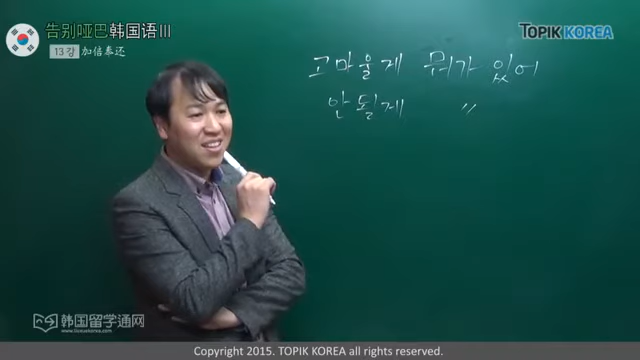 告别哑巴韩国语Ⅲ
13강 加倍奉还
TOPIK KOREA
고마울게 뭐가 있어
안될게 〃
韩国留学通网
www.liuxuekorea.com
Copyright 2015. TOPIK KOREA all rights reserved.